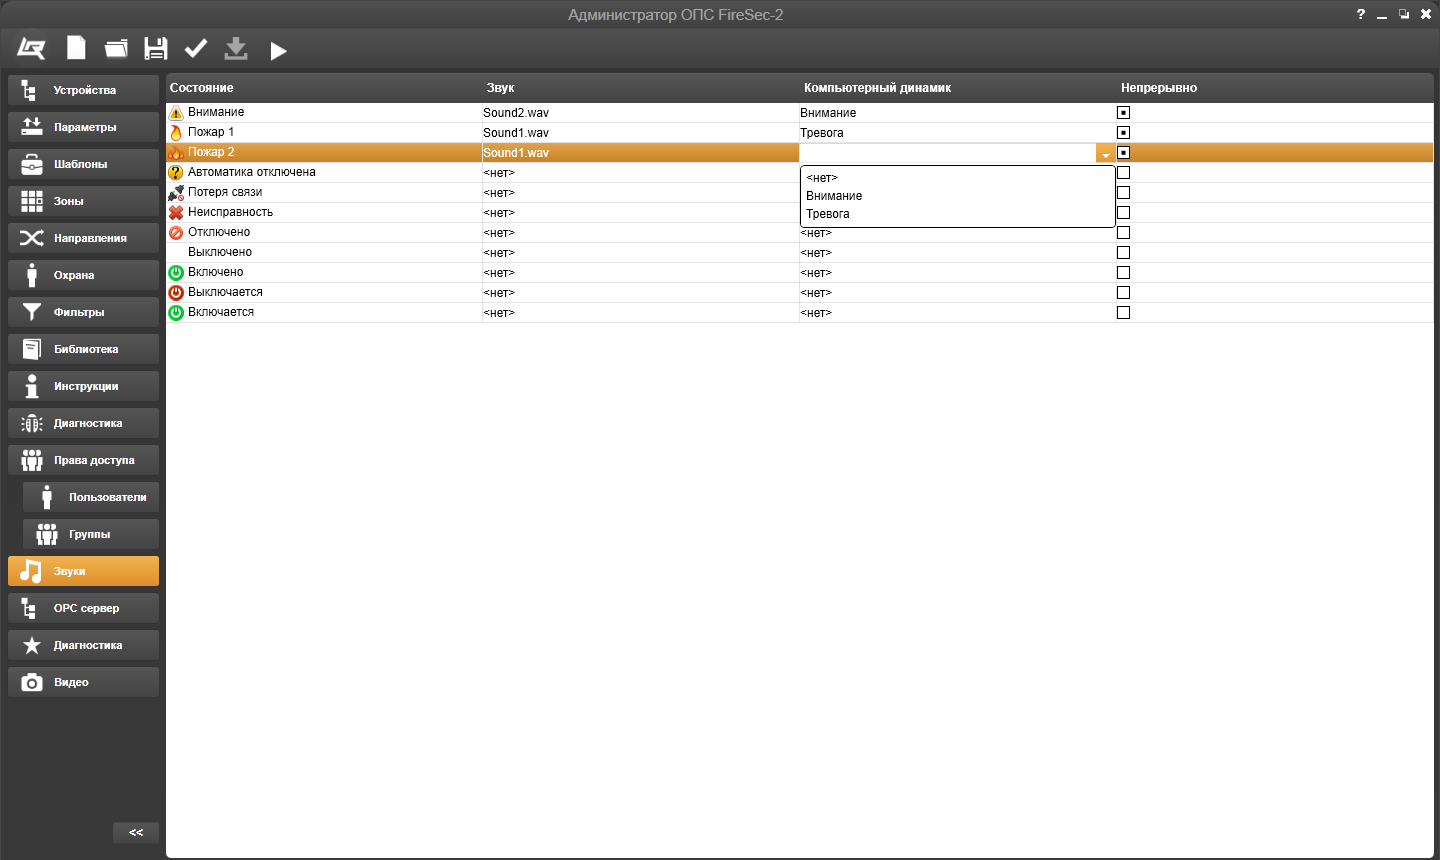 Администратор ОПС FireSec-2
?
Устройства
Параметры
Шаблоны
Зоны
Направления
Охрана
Фильтры
Библиотека
Инструкции
Диагностика
Права доступа
Пользователи
Группы
Звуки
OPC сервер
Диагностика
Видео
<<
Состояние Звук Компьютерный динамик Непрерывно
Внимание Sound2.wav Внимание
Пожар 1 Sound1.wav Тревога
Пожар 2 Sound1.wav
<нет>
Внимание
Тревога
Автоматика отключена <нет>
Потеря связи <нет>
Неисправность <нет>
Отключено <нет> <нет>
Выключено <нет> <нет>
Включено <нет> <нет>
Выключается <нет> <нет>
Включается <нет> <нет>